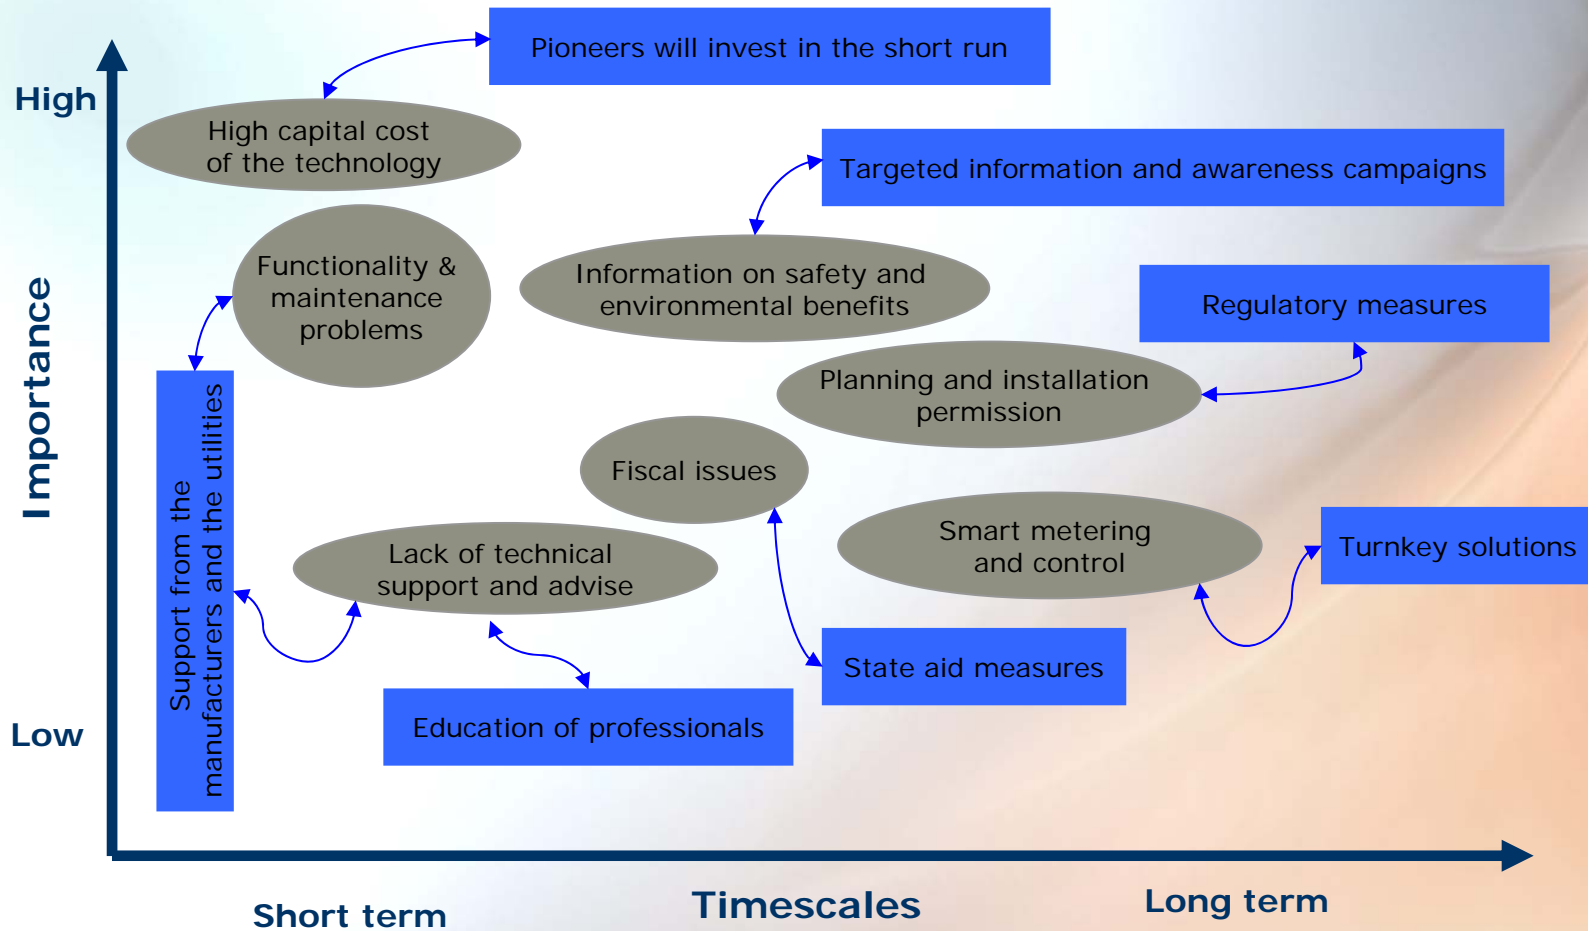 Pioneers will invest in the short run
High
High capital cost
of the technology
Targeted information and awareness campaigns
Functionality &
maintenance
problems
Information on safety and
environmental benefits
Regulatory measures
Importance
Planning and installation
permission
Support from the
manufacturers and the utilities
Fiscal issues
Smart metering
and control
Turnkey solutions
Lack of technical
support and advise
State aid measures
Education of professionals
Low
Short term
Timescales
Long term